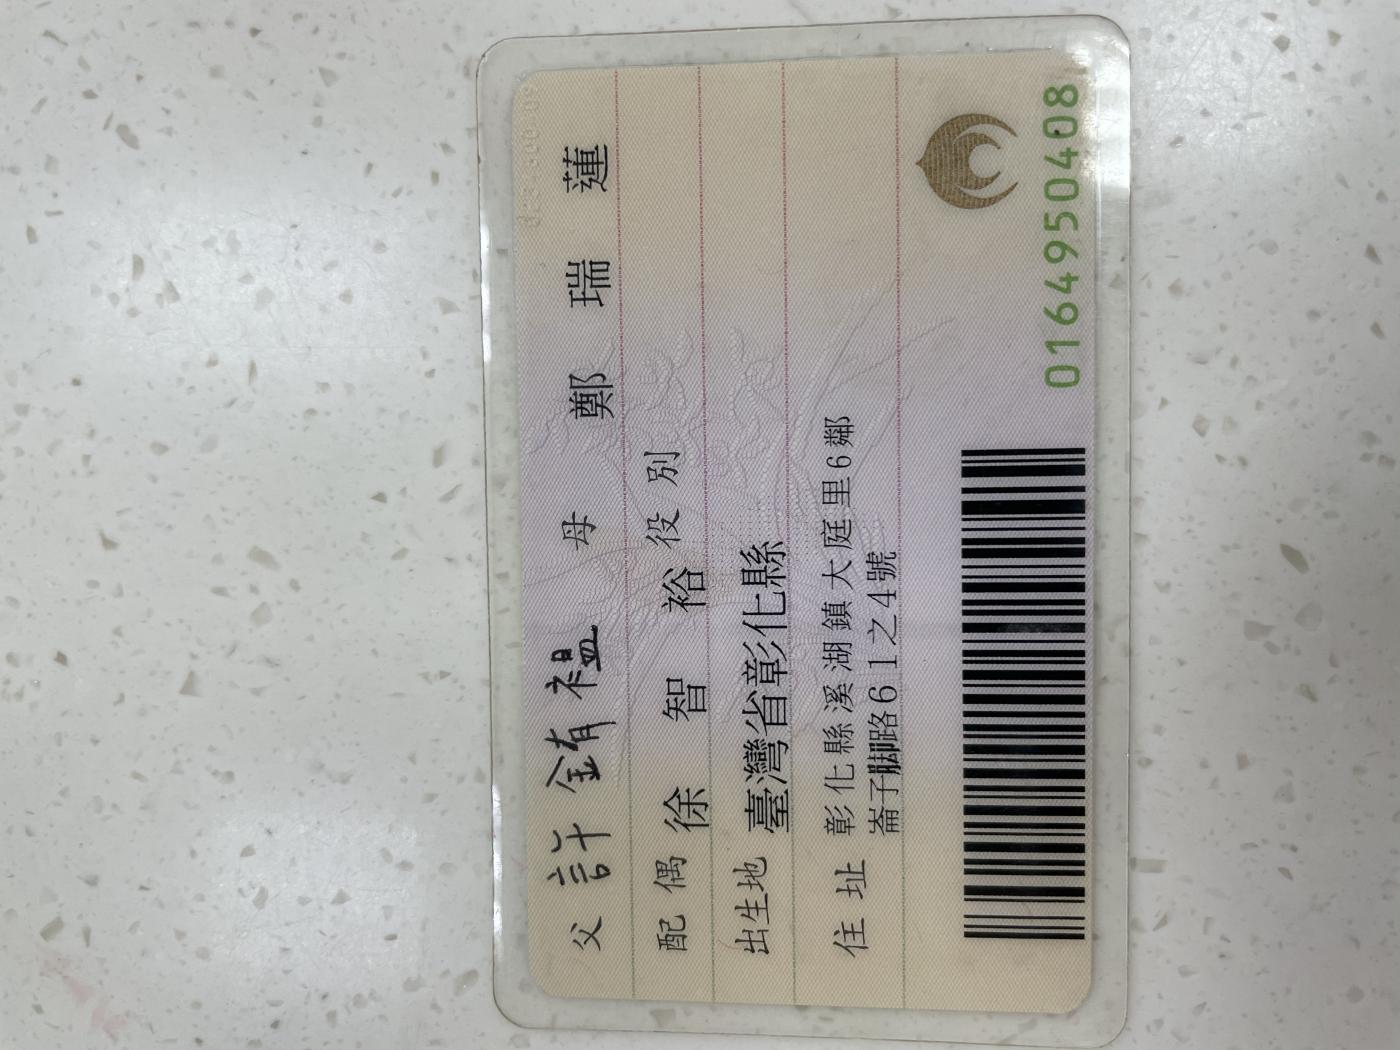 父 許銪褞 母 鄭瑞蓮
配偶 徐智裕 役別
出生地 臺灣省彰化縣
住址 彰化縣溪湖鎮大庭里6鄰
崙子腳路61之4號
0164950408